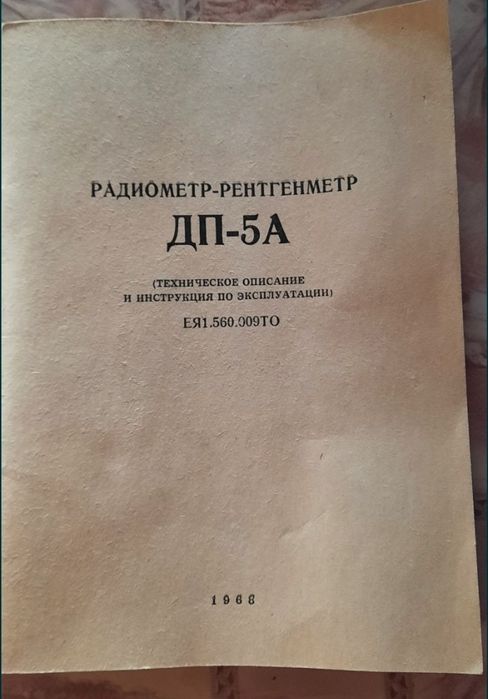 РАДИОМЕТР-РЕНТГЕНМЕТР
ДП-5А
(ТЕХНИЧЕСКОЕ ОПИСАНИЕ
И ИНСТРУКЦИЯ ПО ЭКСПЛУАТАЦИИ)
ЕЯ1.560.009ТО
1968